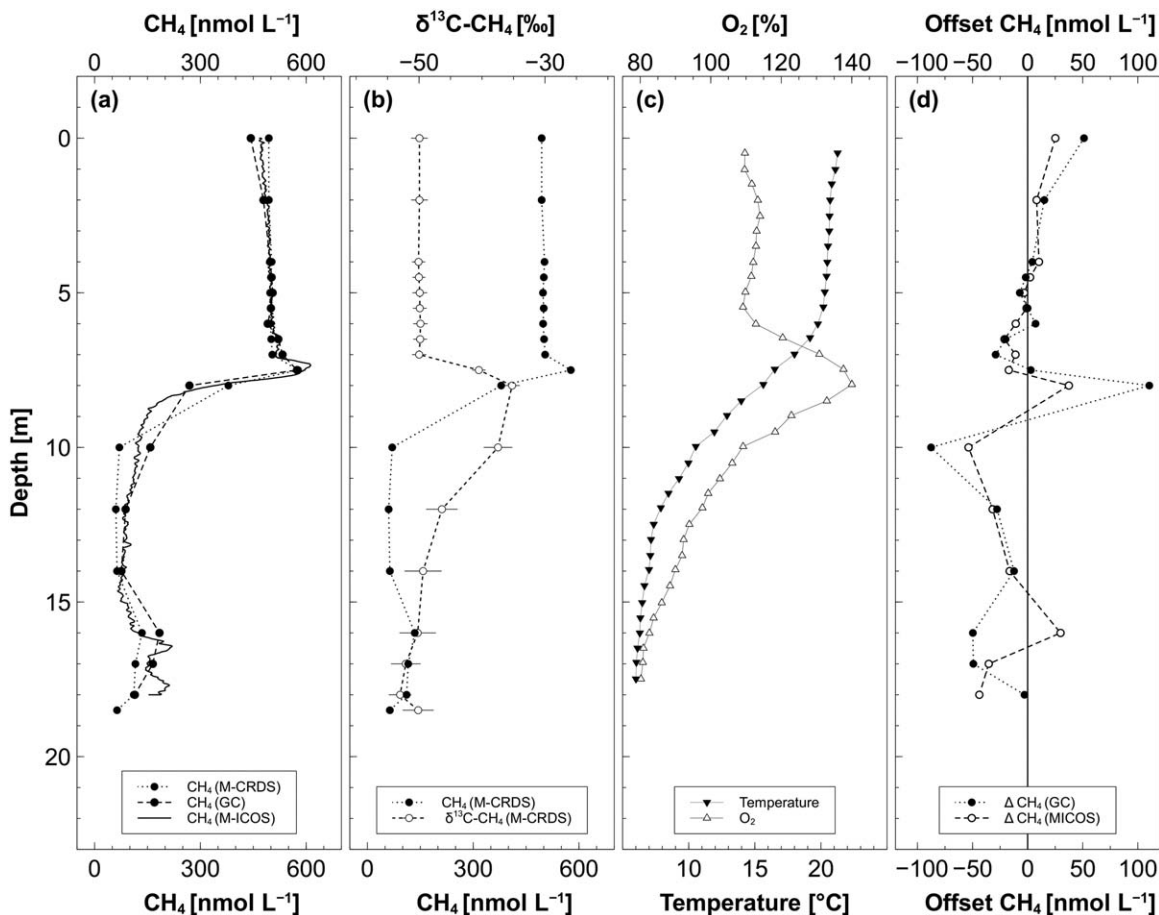 CH₄ [nmol L⁻¹]
δ¹³C-CH₄ [‰]
O₂ [%]
Offset CH₄ [nmol L⁻¹]
0 300 600
−50 −30
80 100 120 140
−100 −50 0 50 100
(a)
(b)
(c)
(d)
Depth [m]
0
5
10
15
20
CH₄ (M-CRDS)
CH₄ (GC)
CH₄ (M-ICOS)
CH₄ (M-CRDS)
δ¹³C-CH₄ (M-CRDS)
Temperature
O₂
Δ CH₄ (GC)
Δ CH₄ (MICOS)
0 300 600
0 300 600
10 15 20
−100 −50 0 50 100
CH₄ [nmol L⁻¹]
CH₄ [nmol L⁻¹]
Temperature [°C]
Offset CH₄ [nmol L⁻¹]